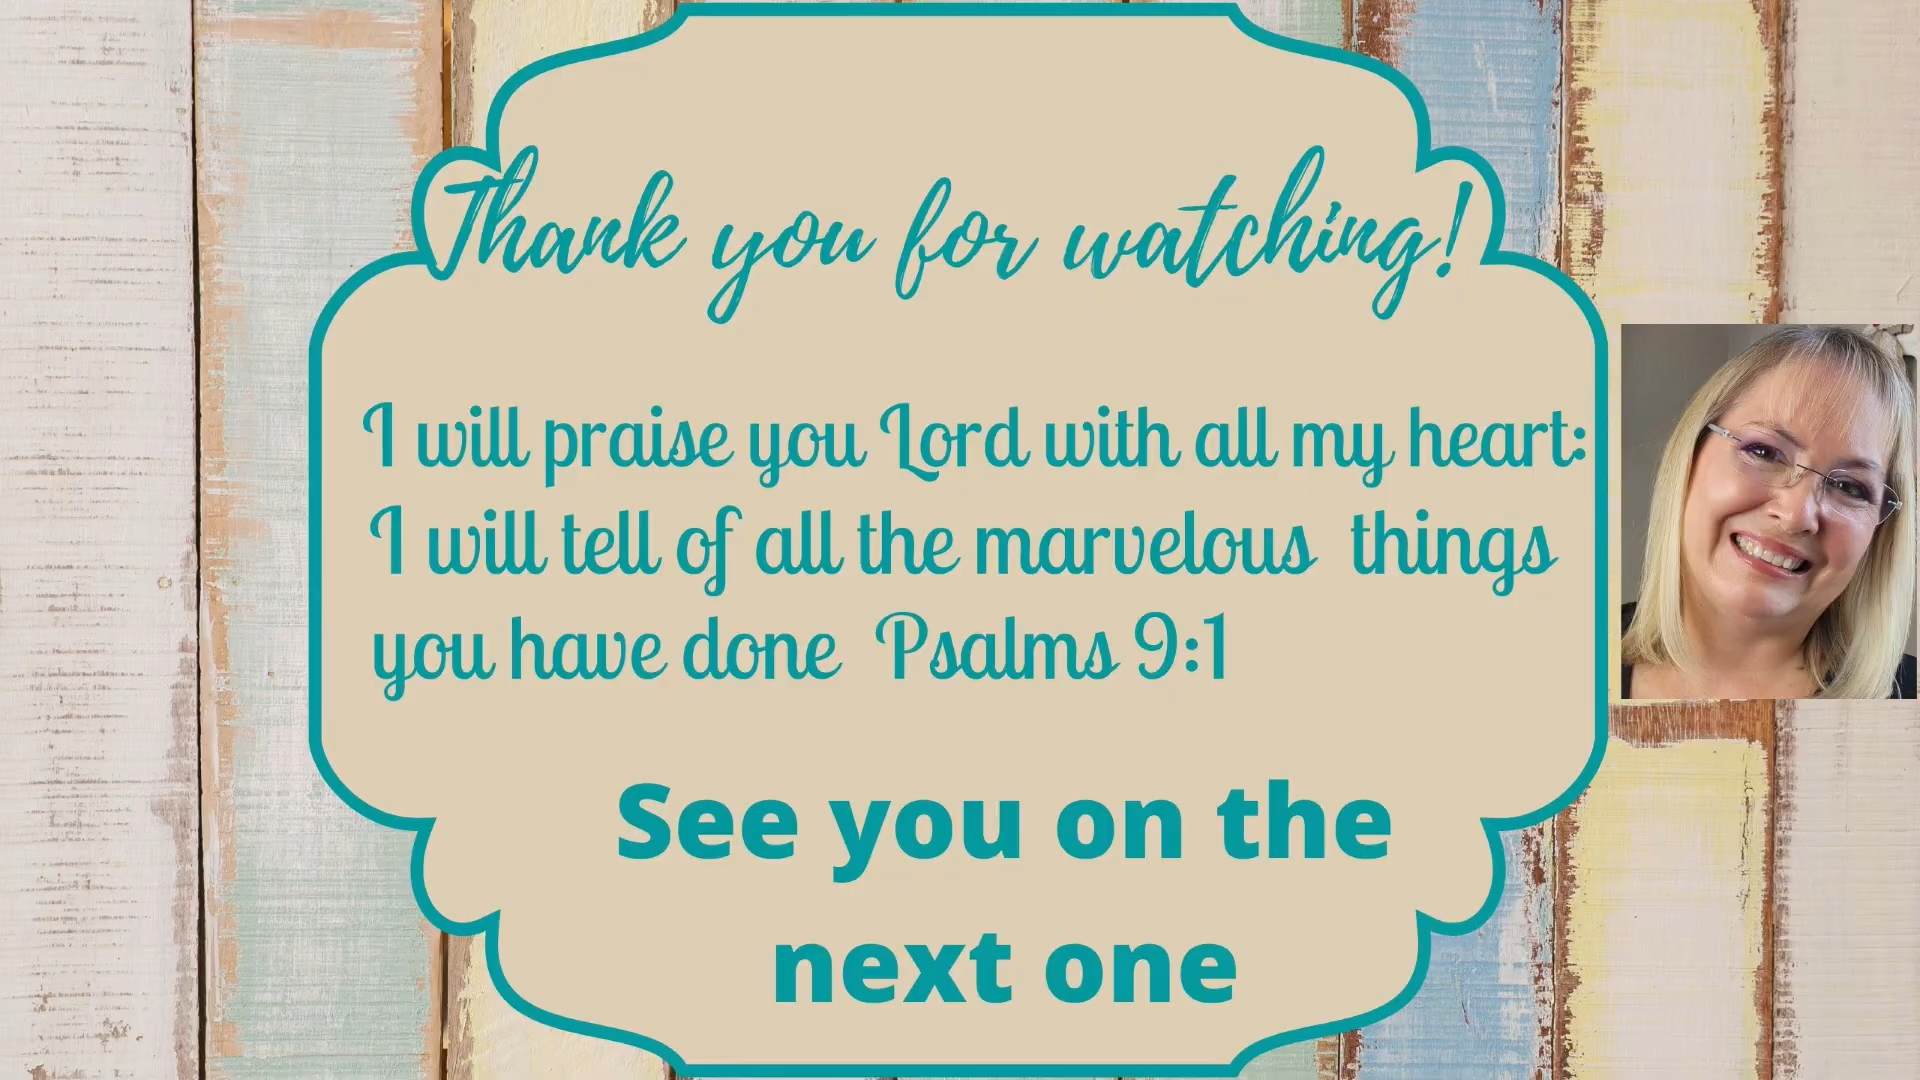 Thank you for watching!
I will praise you Lord with all my heart:
I will tell of all the marvelous things
you have done Psalms 9:1
See you on the
next one